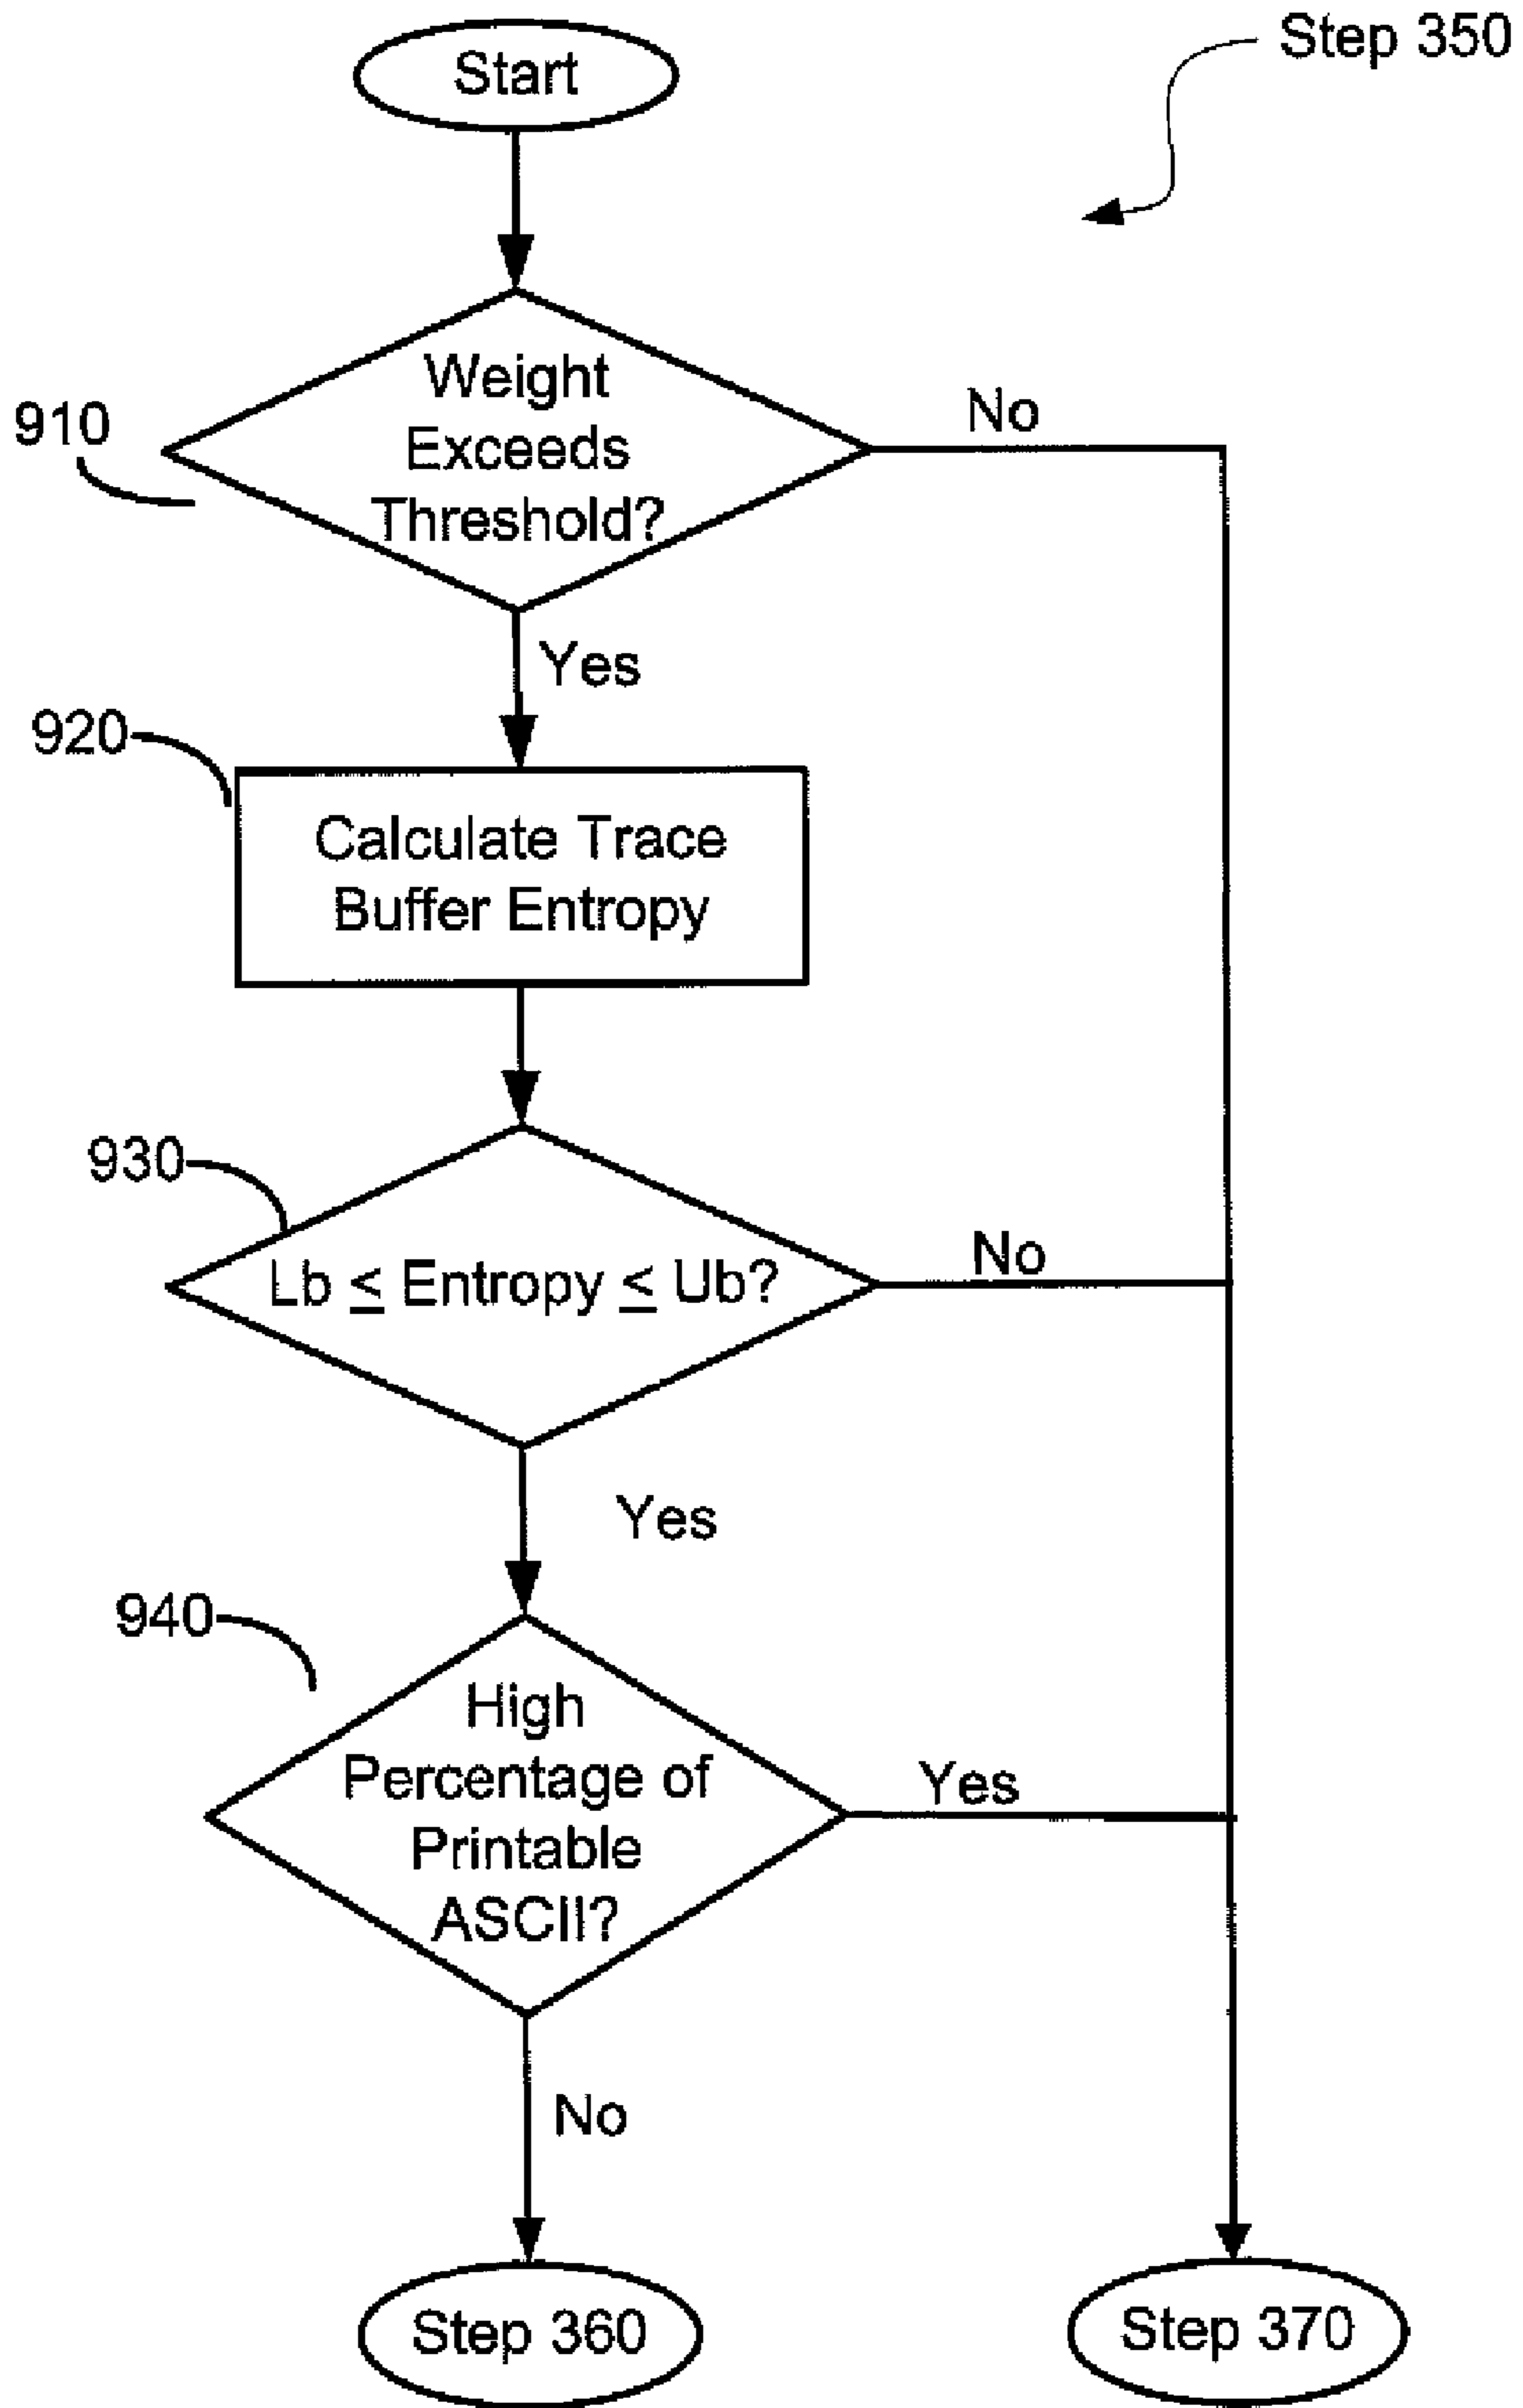 Start
Step 350
910
Weight
Exceeds
Threshold?
No
Yes
920
Calculate Trace
Buffer Entropy
930
Lb ≤ Entropy ≤ Ub?
No
Yes
940
High
Percentage of
Printable
ASCII?
Yes
No
Step 360
Step 370